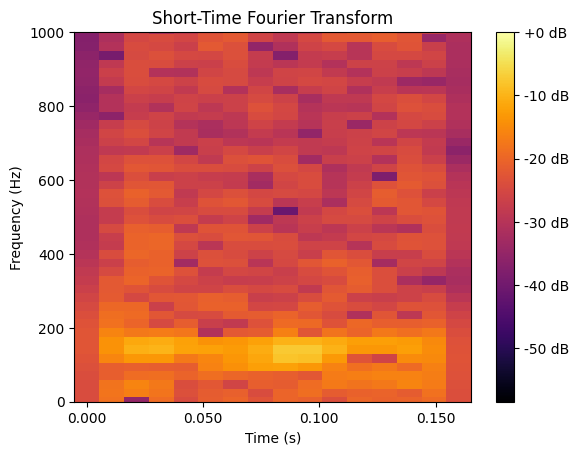 Short-Time Fourier Transform
1000
800
600
400
200
0
Frequency (Hz)
0.000
0.050
0.100
0.150
Time (s)
+0 dB
-10 dB
-20 dB
-30 dB
-40 dB
-50 dB